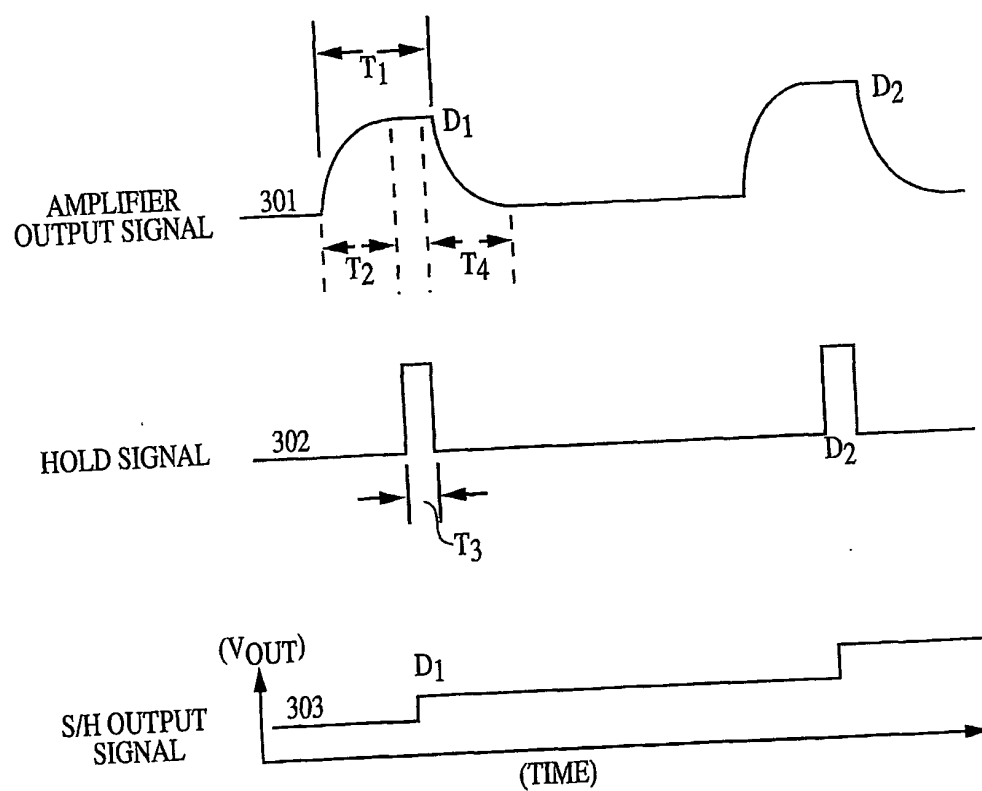 T1
D1
D2
AMPLIFIER
OUTPUT SIGNAL
301
T2
T4
HOLD SIGNAL
302
D2
T3
(VOUT)
D1
S/H OUTPUT
SIGNAL
303
(TIME)